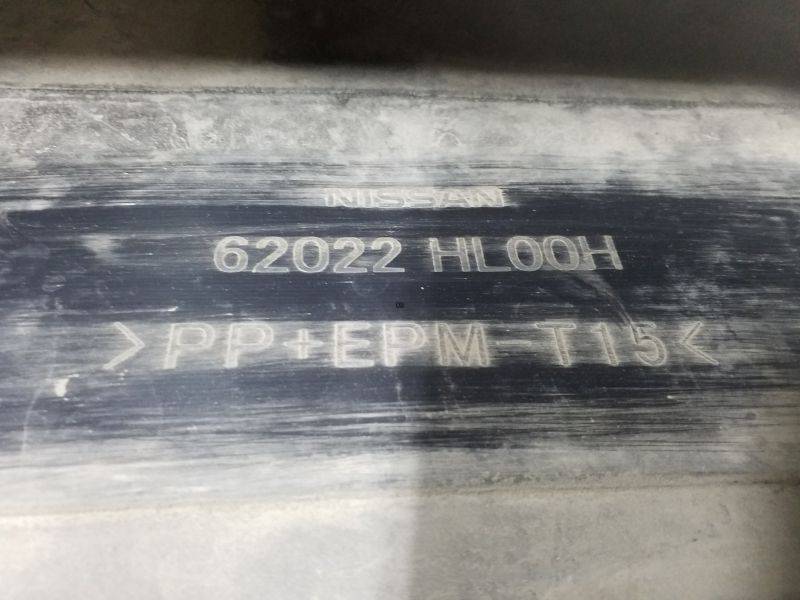 NISSAN
62022 HL00H
>PP+EPM-T15<